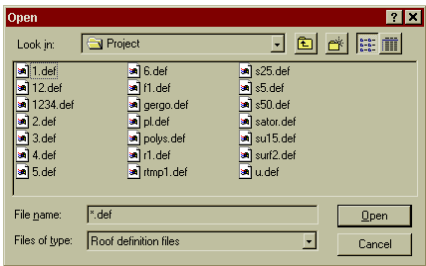 Open
Look in: Project
1.def 6.def s25.def
12.def f1.def s5.def
1234.def gergo.def s50.def
2.def pl.def sator.def
3.def polys.def su15.def
4.def r1.def surf2.def
5.def rtmp1.def u.def
File name: *.def Open
Files of type: Roof definition files Cancel